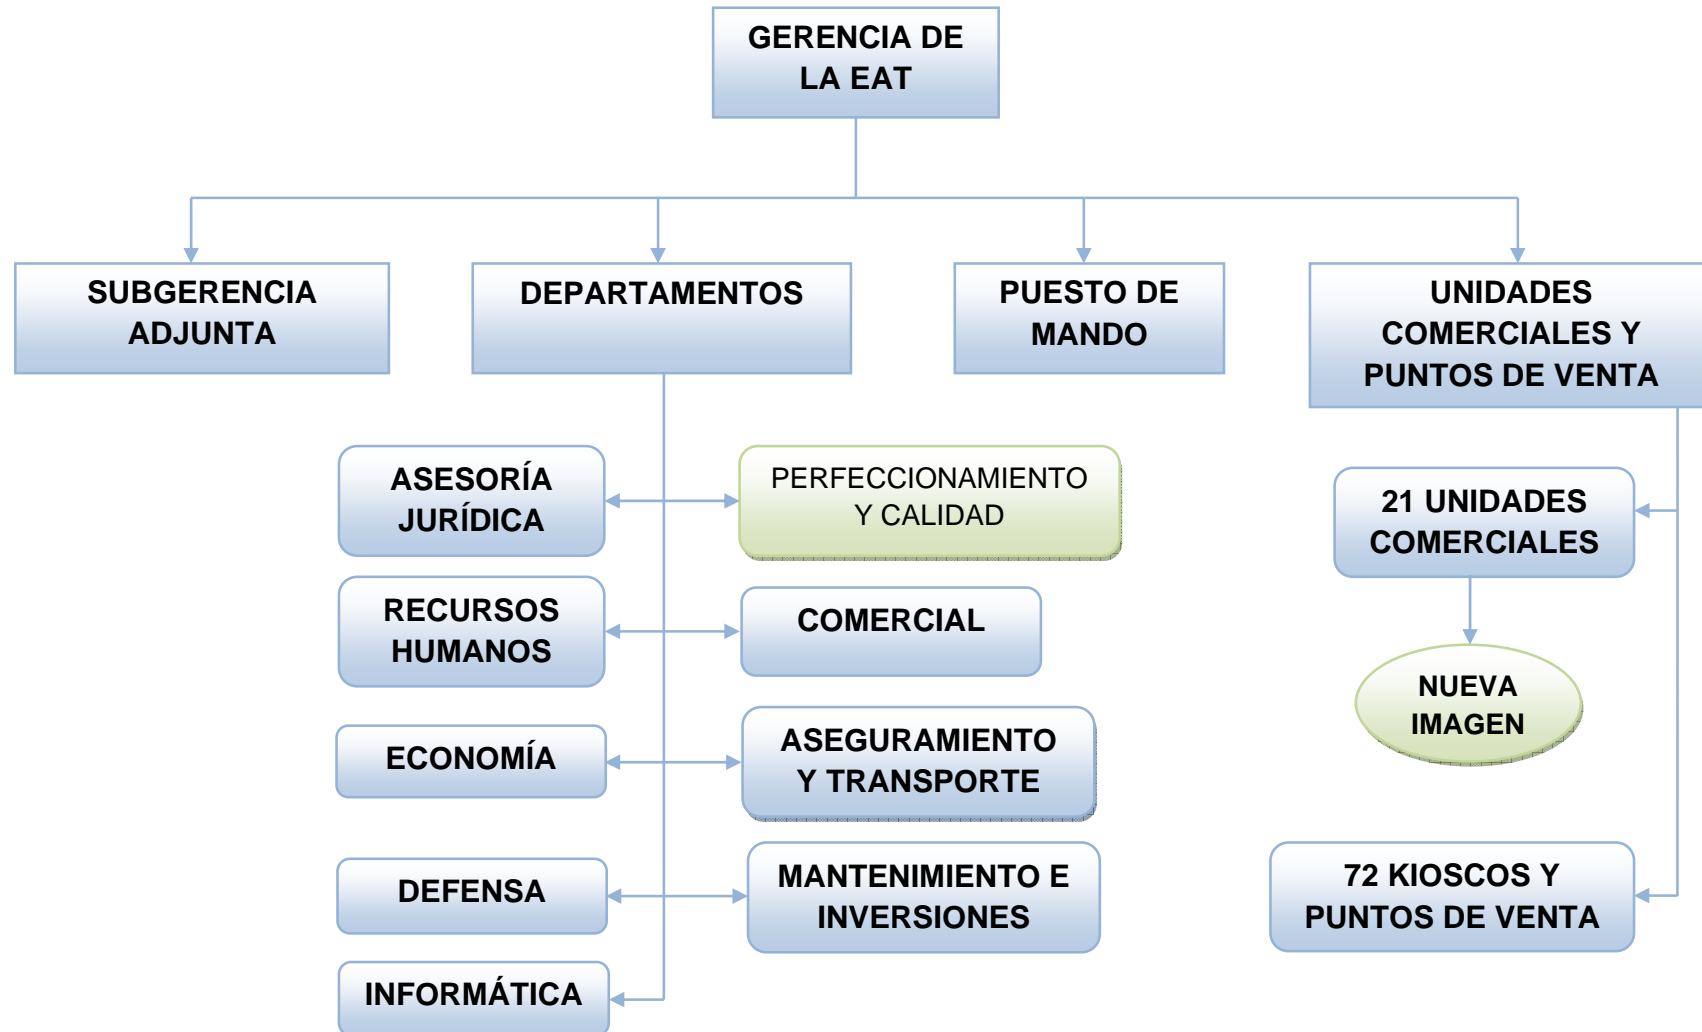 GERENCIA DE
LA EAT
SUBGERENCIA
ADJUNTA
DEPARTAMENTOS
PUESTO DE
MANDO
UNIDADES
COMERCIALES Y
PUNTOS DE VENTA
ASESORÍA
JURÍDICA
PERFECCIONAMIENTO
Y CALIDAD
21 UNIDADES
COMERCIALES
RECURSOS
HUMANOS
COMERCIAL
NUEVA
IMAGEN
ECONOMÍA
ASEGURAMIENTO
Y TRANSPORTE
DEFENSA
MANTENIMIENTO E
INVERSIONES
72 KIOSCOS Y
PUNTOS DE VENTA
INFORMÁTICA